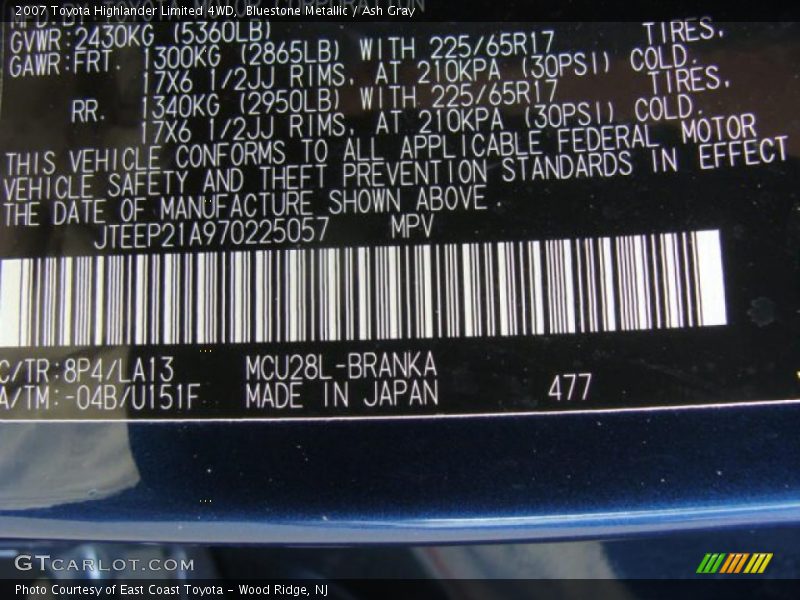 2007 Toyota Highlander Limited 4WD, Bluestone Metallic / Ash Gray
GVWR:2430KG (5360LB)
GAWR:FRT. 1300KG (2865LB) WITH 225/65R17 TIRES,
17X6 1/2JJ RIMS, AT 210KPA (30PSI) COLD.
RR. 1340KG (2950LB) WITH 225/65R17 TIRES,
17X6 1/2JJ RIMS, AT 210KPA (30PSI) COLD.
THIS VEHICLE CONFORMS TO ALL APPLICABLE FEDERAL MOTOR
VEHICLE SAFETY AND THEFT PREVENTION STANDARDS IN EFFECT
THE DATE OF MANUFACTURE SHOWN ABOVE.
JTEEP21A970225057 MPV
C/TR:8P4/LA13 MCU28L-BRANKA
A/TM:-04B/U151F MADE IN JAPAN 477
GTCARLOT.COM
Photo Courtesy of East Coast Toyota - Wood Ridge, NJ